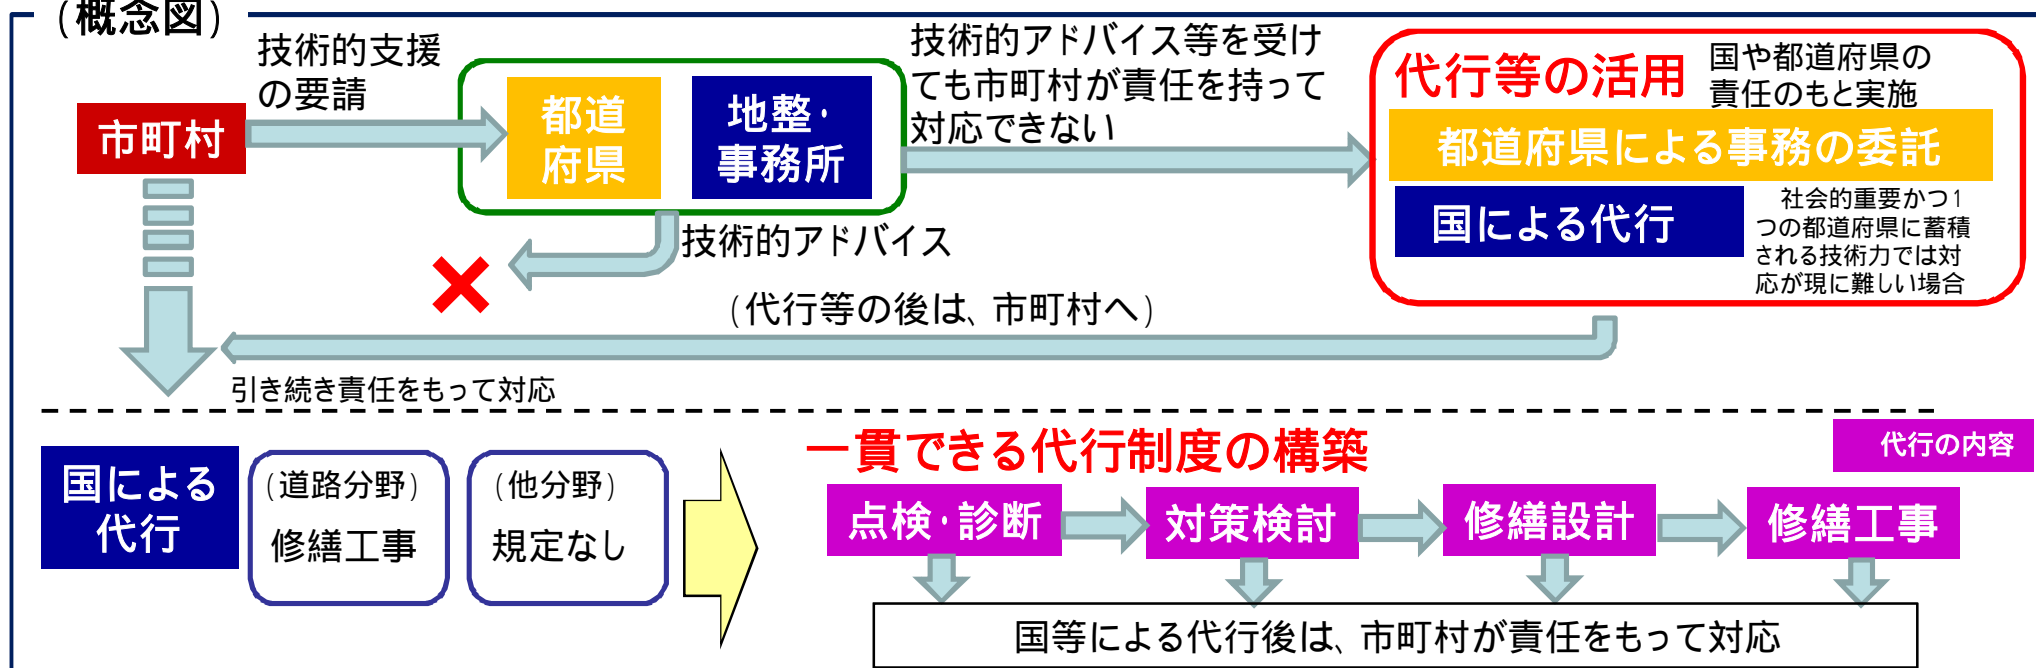 （概念図）
技術的支援
の要請
市町村
都道
府県
地整・
事務所
技術的アドバイス等を受け
ても市町村が責任を持って
対応できない
代行等の活用
国や都道府県の
責任のもと実施
都道府県による事務の委託
国による代行
社会的重要かつ1
つの都道府県に蓄積
される技術力では対
応が現に難しい場合
技術的アドバイス
（代行等の後は、市町村へ）
引き続き責任をもって対応
国による
代行
（道路分野）
修繕工事
（他分野）
規定なし
一貫できる代行制度の構築
代行の内容
点検・診断
対策検討
修繕設計
修繕工事
国等による代行後は、市町村が責任をもって対応